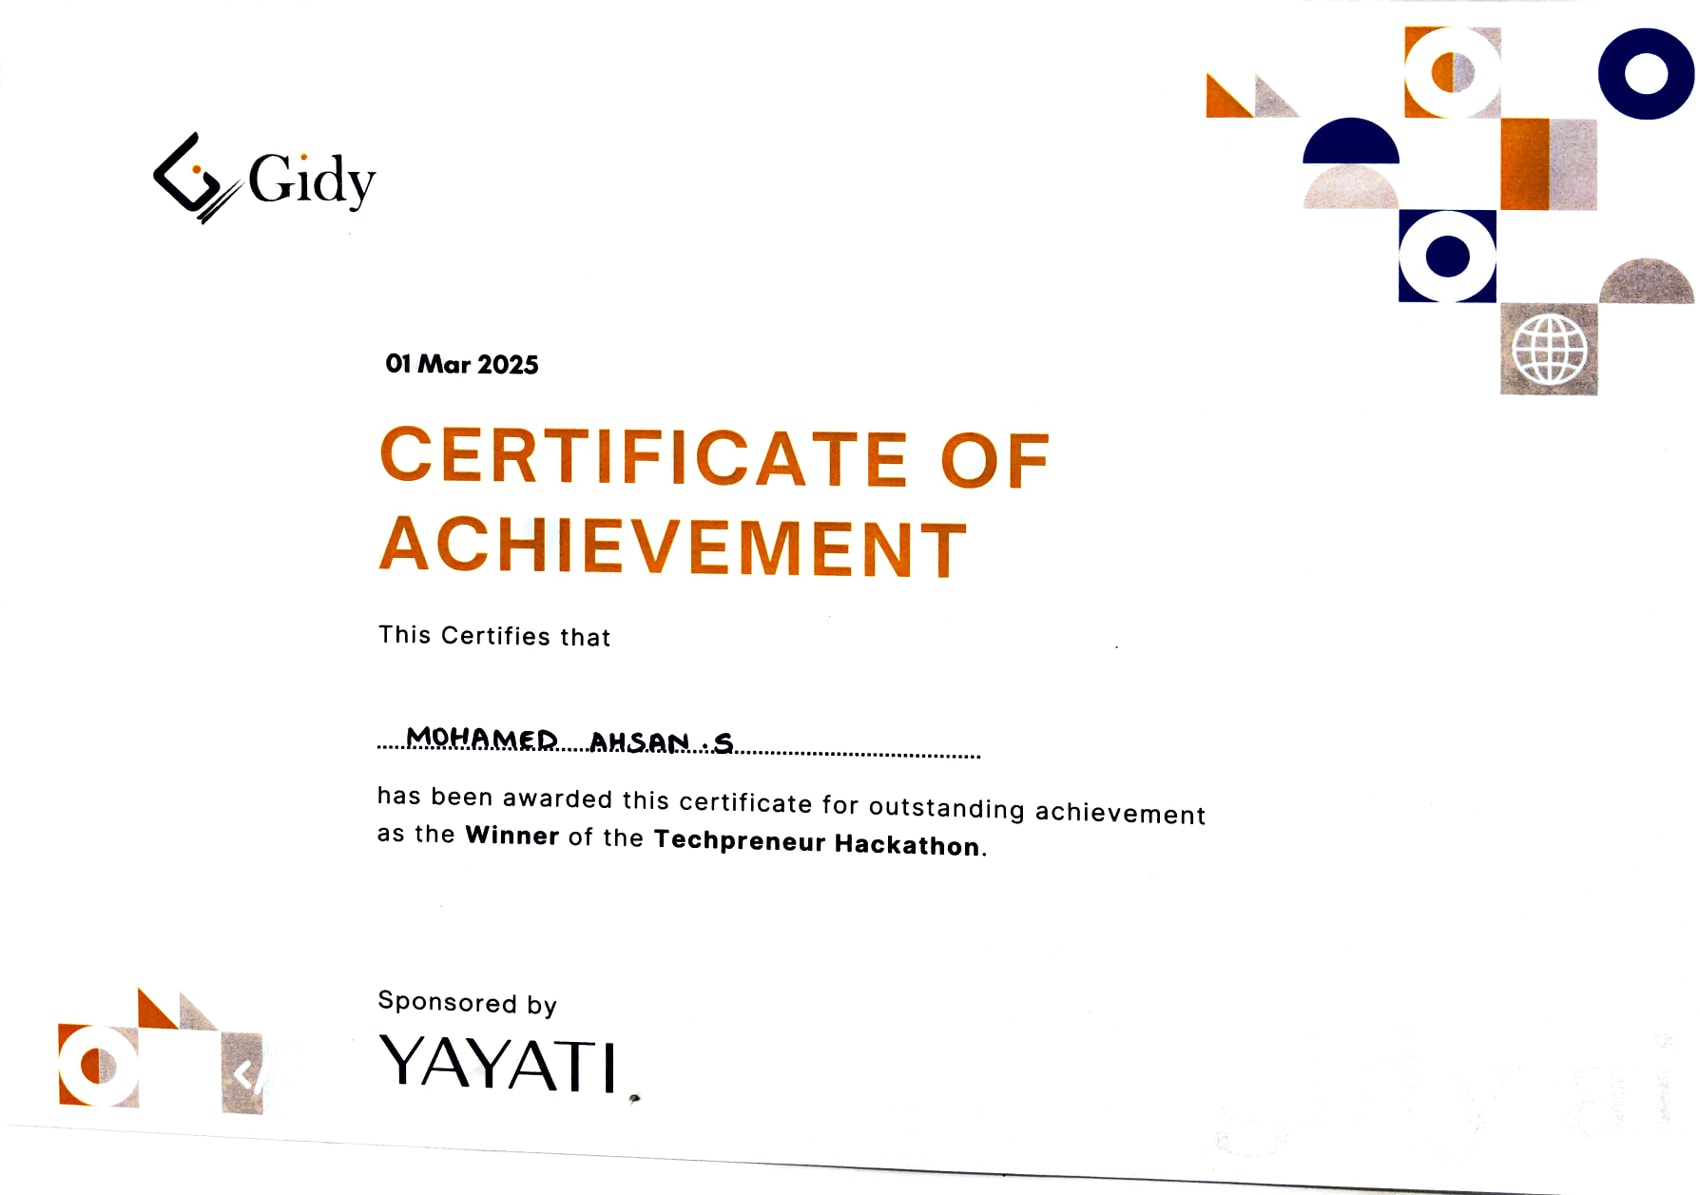 Gidy
01 Mar 2025
CERTIFICATE OF
ACHIEVEMENT
This Certifies that
MOHAMED AHSAN.S
has been awarded this certificate for outstanding achievement
as the Winner of the Techpreneur Hackathon.
Sponsored by
YAYATI